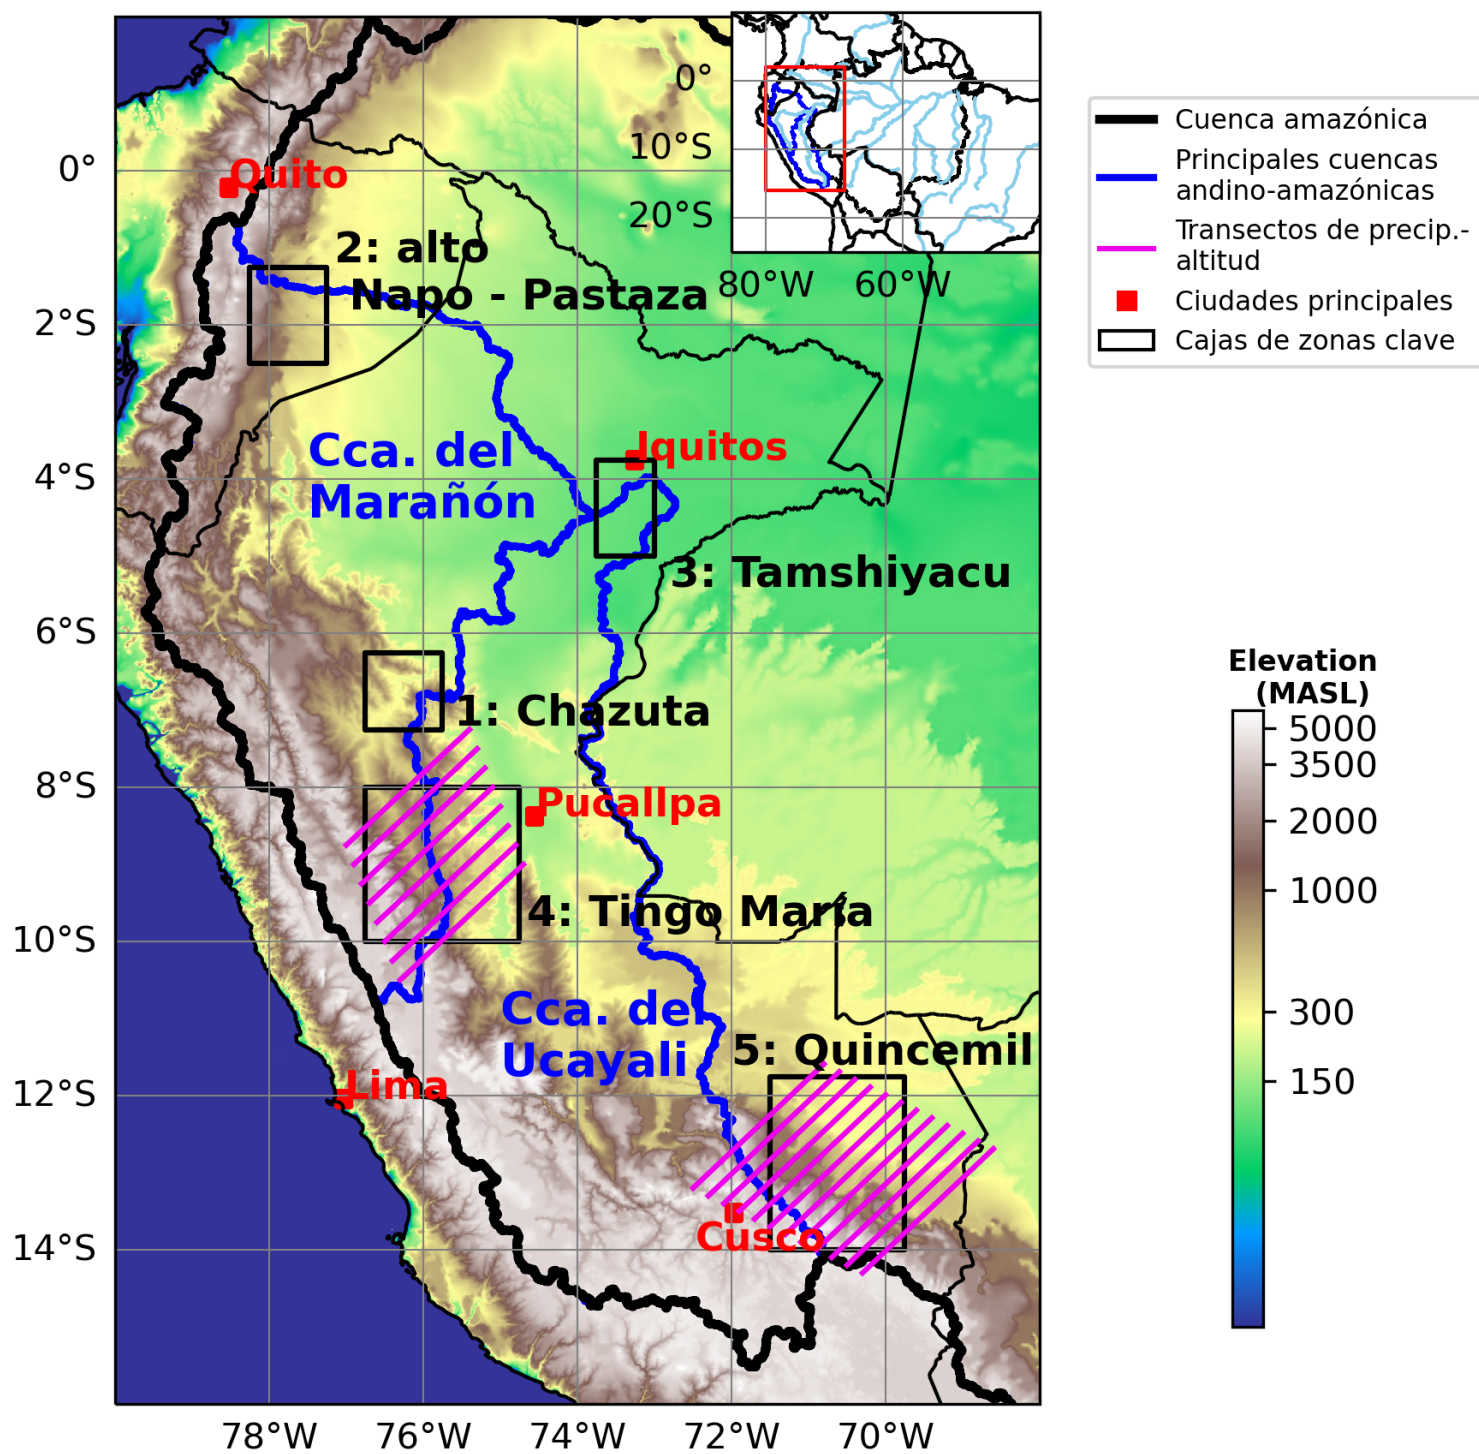 0°
10°S
20°S
80°W
60°W
Cuenca amazónica
Principales cuencas
andino-amazónicas
Transectos de precip.-
altitud
Ciudades principales
Cajas de zonas clave
0°
2°S
4°S
6°S
8°S
10°S
12°S
14°S
Quito
2: alto
Napo - Pastaza
Cca. del
Marañón
Iquitos
3: Tamshiyacu
1: Chazuta
Pucallpa
4: Tingo María
Cca. del
Ucayali
5: Quincemil
Lima
Cusco
78°W
76°W
74°W
72°W
70°W
Elevation
(MASL)
5000
3500
2000
1000
300
150